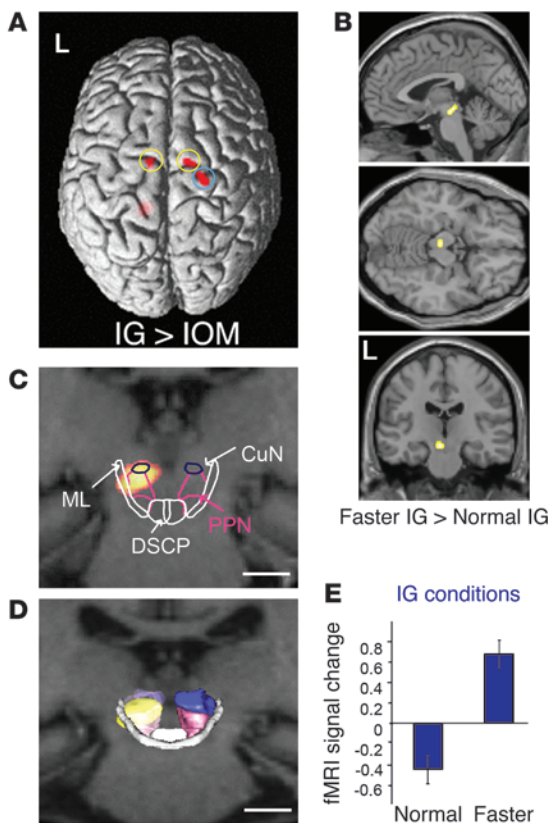 A
L
IG > IOM
B
L
Faster IG > Normal IG
C
CuN
ML
PPN
DSCP
D
E
IG conditions
fMRI signal change
0.8
0.6
0.4
0.2
0
-0.2
-0.4
-0.6
Normal Faster